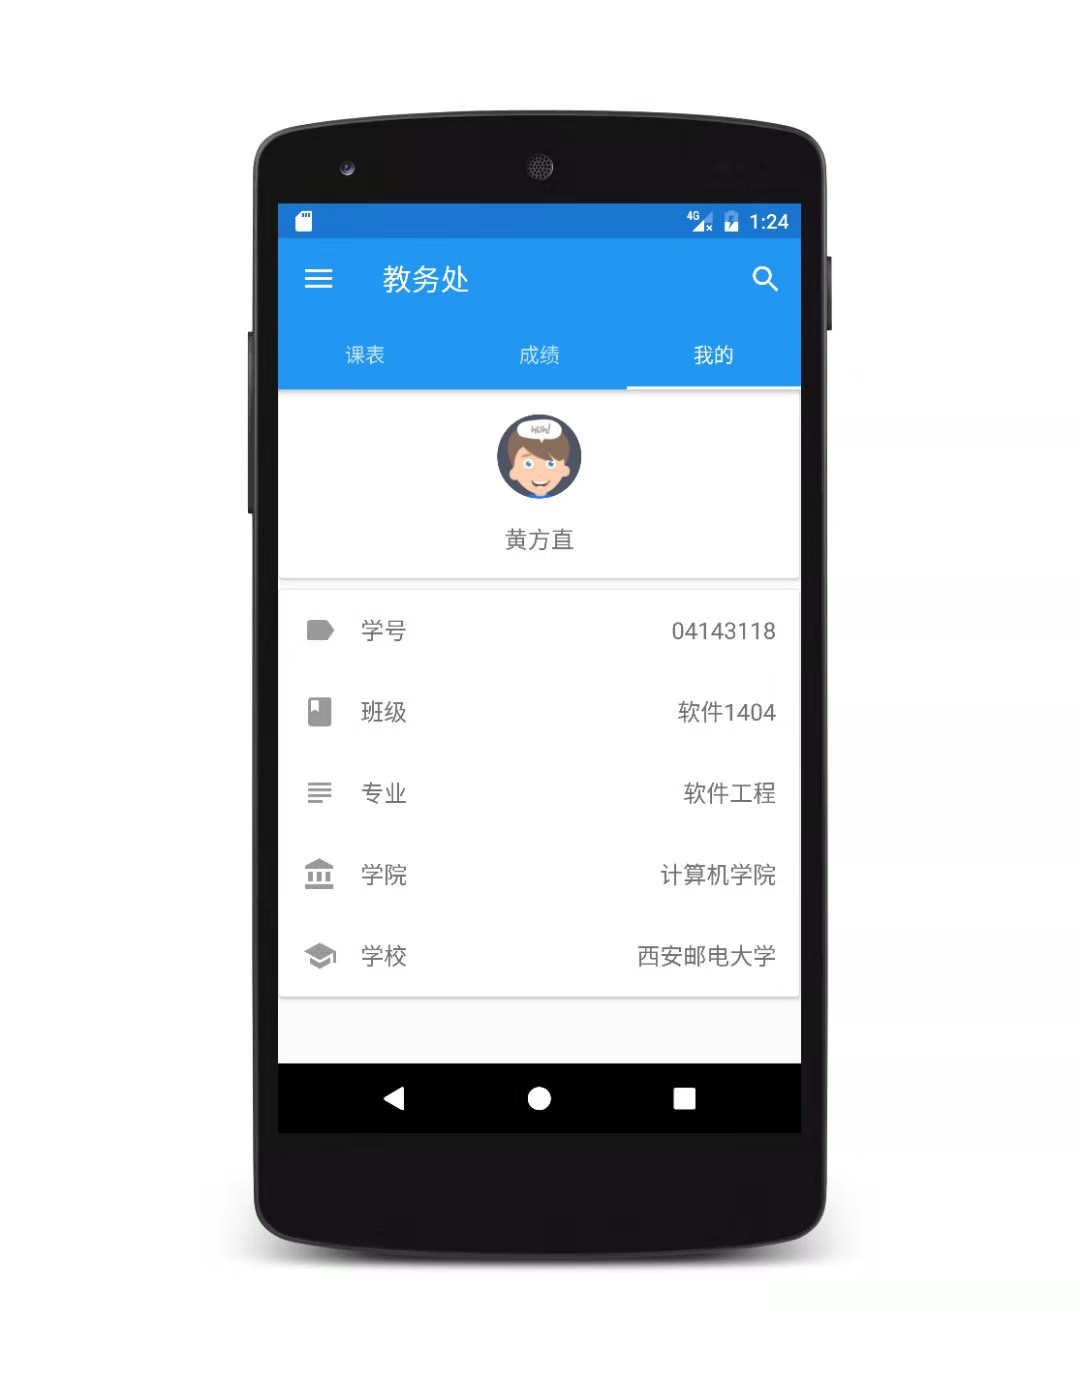 4G 1:24
教务处
课表 成绩 我的
huh!
黄方直
学号 04143118
班级 软件1404
专业 软件工程
学院 计算机学院
学校 西安邮电大学